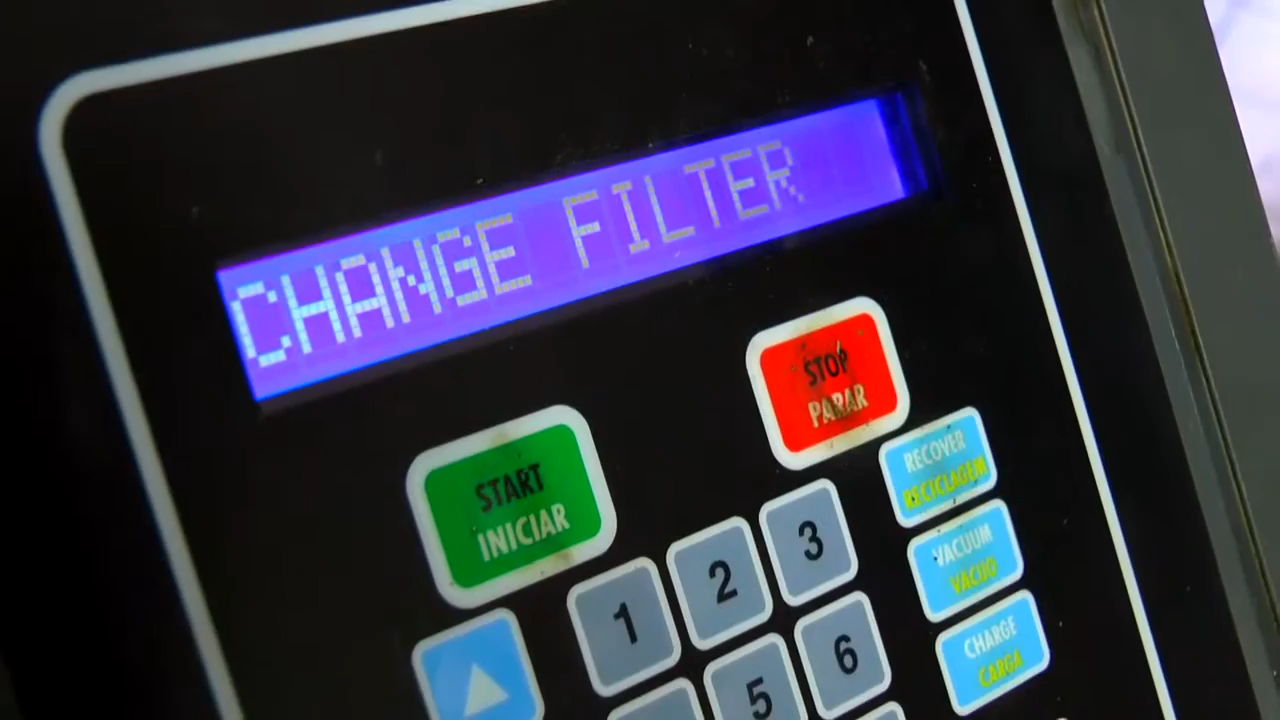 CHANGE FILTER
STOP
PARAR
START
INICIAR
RECOVER
RECICLAGEM
VACUUM
VACUO
CHARGE
CARGA
1
2
3
5
6